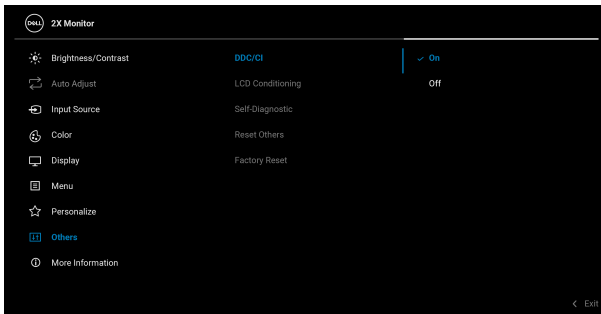 DELL 2X Monitor
Brightness/Contrast DDC/CI On
Auto Adjust LCD Conditioning Off
Input Source Self-Diagnostic
Color Reset Others
Display Factory Reset
Menu
Personalize
Others
More Information
Exit